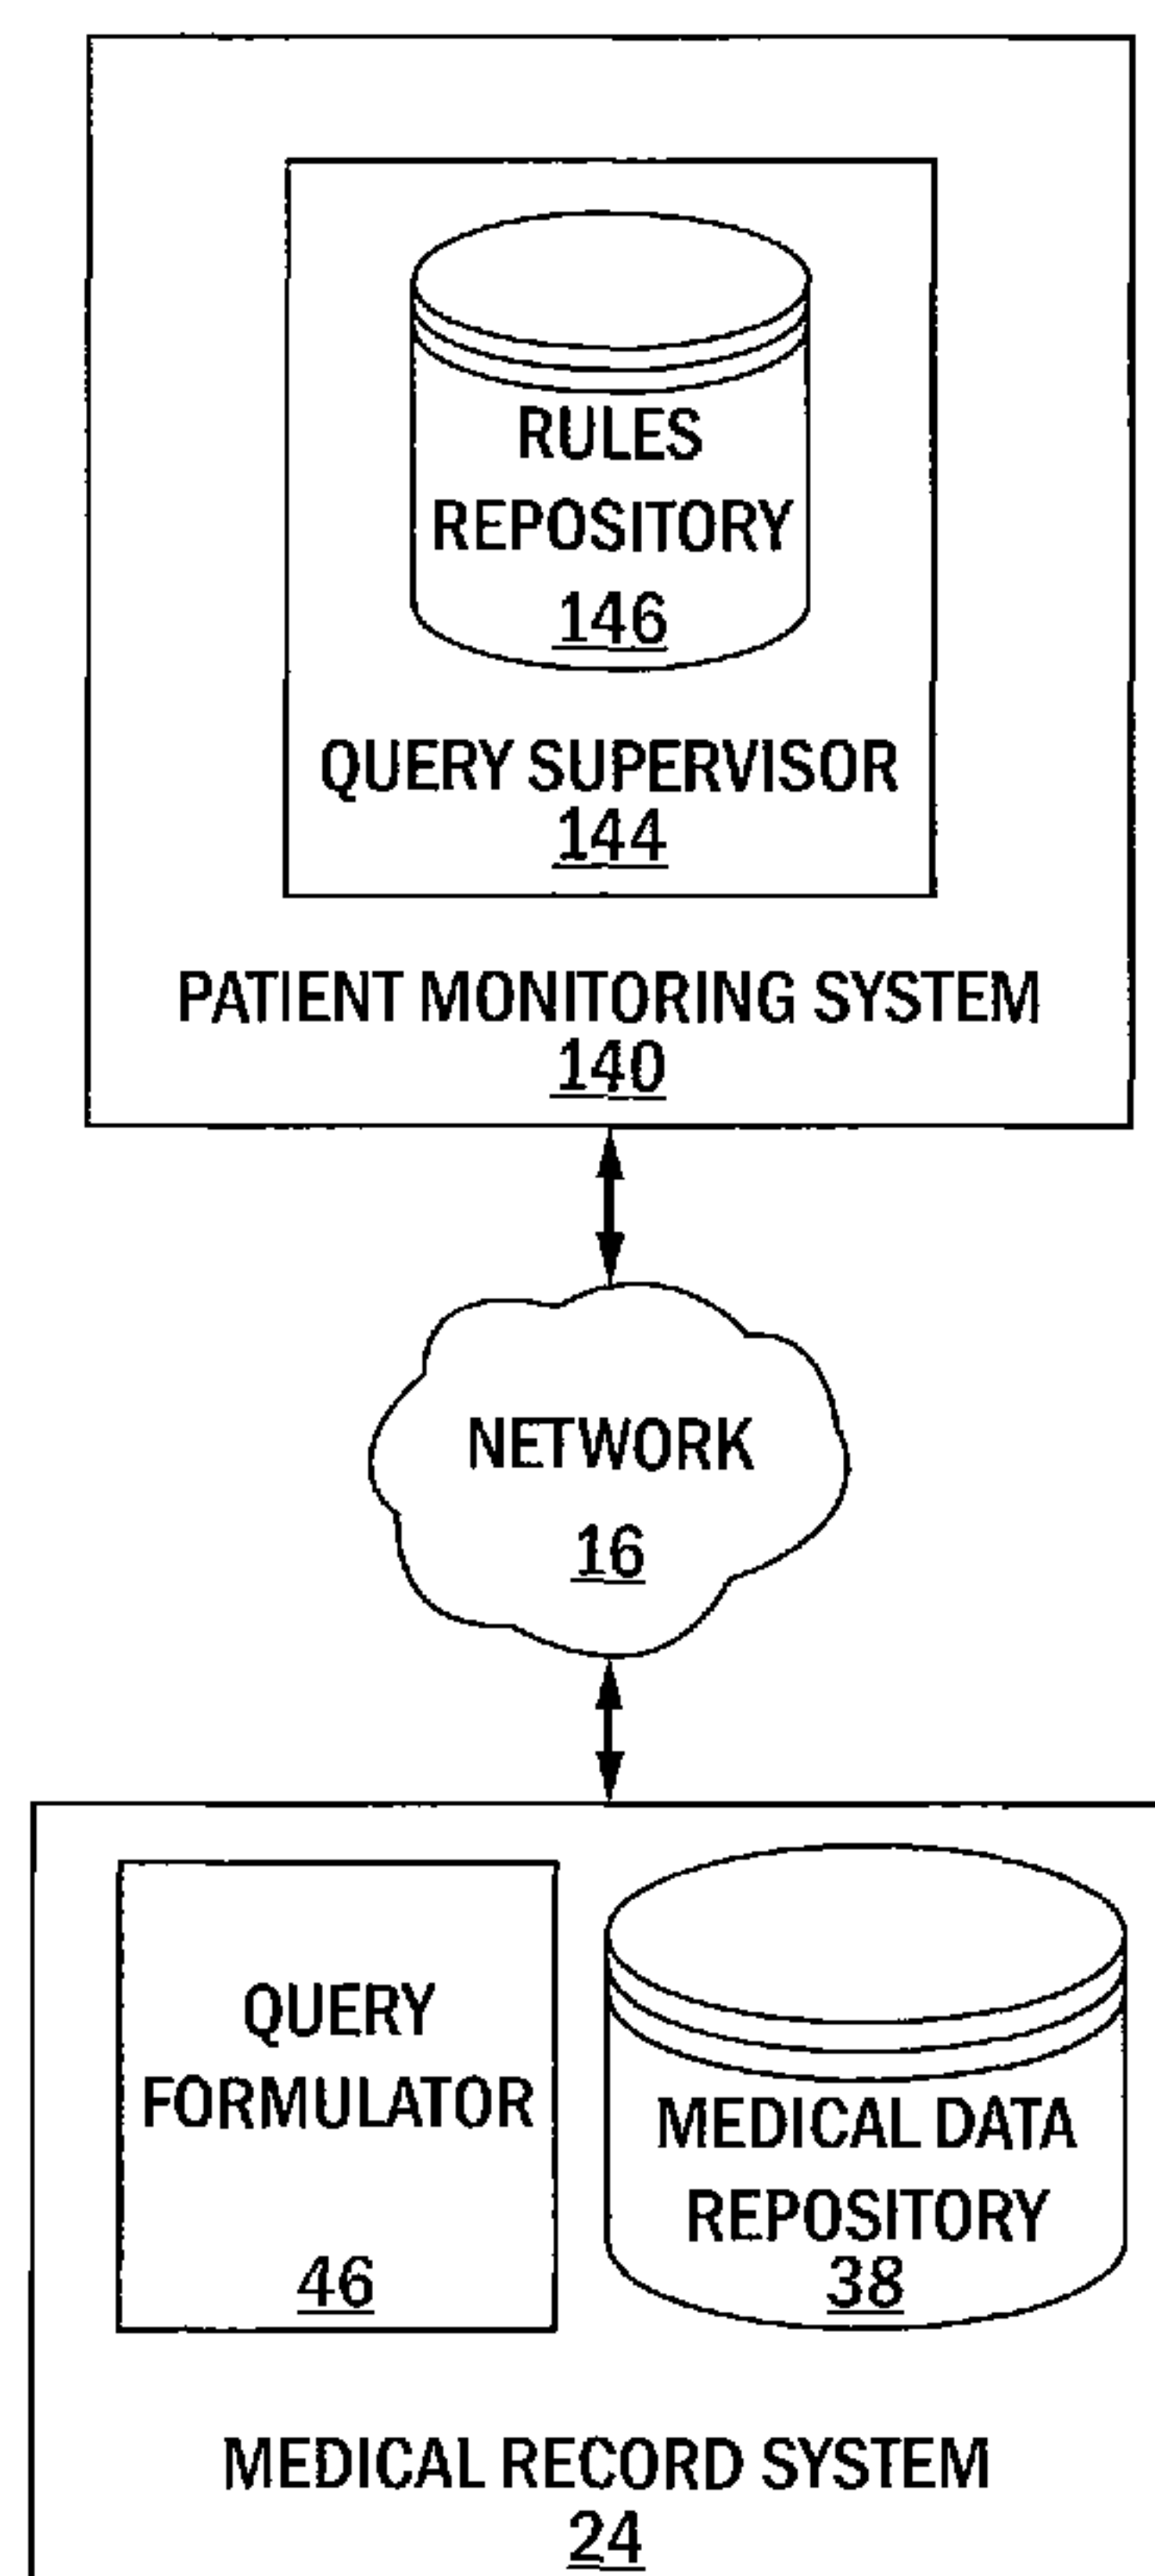 RULES
REPOSITORY
146
QUERY SUPERVISOR
144
PATIENT MONITORING SYSTEM
140
NETWORK
16
QUERY
FORMULATOR
46
MEDICAL DATA
REPOSITORY
38
MEDICAL RECORD SYSTEM
24